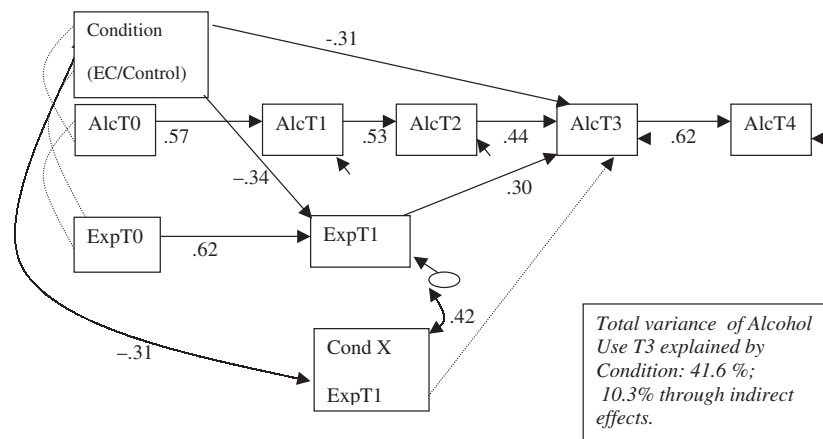 Condition
(EC/Control)
-.31
AlcT0
AlcT1
AlcT2
AlcT3
AlcT4
.57
.53
.44
.62
–.34
.30
ExpT0
ExpT1
.62
.42
–.31
Cond X
ExpT1
Total variance of Alcohol
Use T3 explained by
Condition: 41.6 %;
10.3% through indirect
effects.